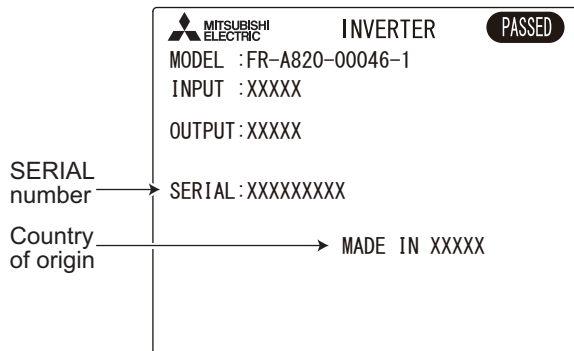 MITSUBISHI
ELECTRIC
INVERTER
PASSED
MODEL :FR-A820-00046-1
INPUT :XXXXX
OUTPUT:XXXXX
SERIAL
number
SERIAL:XXXXXXXXX
Country
of origin
MADE IN XXXXX